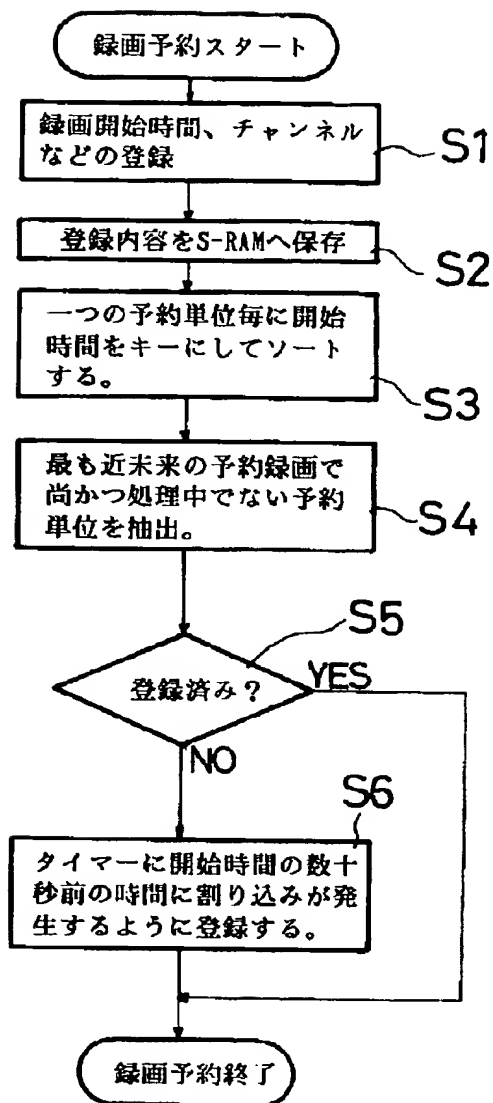 録画予約スタート
録画開始時間、チャンネル
などの登録
S1
登録内容をS-RAMへ保存
S2
一つの予約単位毎に開始
時間をキーにしてソート
する。
S3
最も近未来の予約録画で
尚かつ処理中でない予約
単位を抽出。
S4
S5
登録済み?
YES
NO
S6
タイマーに開始時間の数十
秒前の時間に割り込みが発
生するように登録する。
録画予約終了